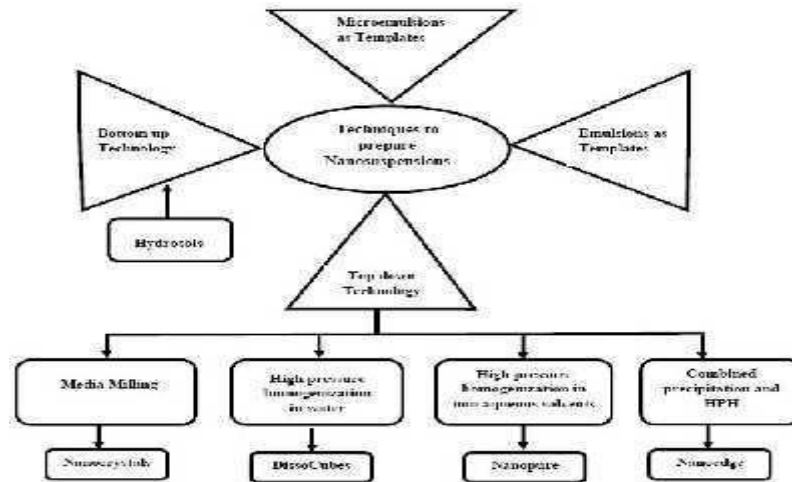 Microemulsions
as Templates
Bottom up
Technology
Techniques to
prepare
Nanosuspensions
Emulsions as
Templates
Hydrosols
Top down
Technology
Media Milling
High pressure
homogenization
in water
High pressure
homogenization in
non aqueous solvents
Combined
precipitation and
HPH
Nanocrystals
DissoCubes
Nanopure
Nanoedge